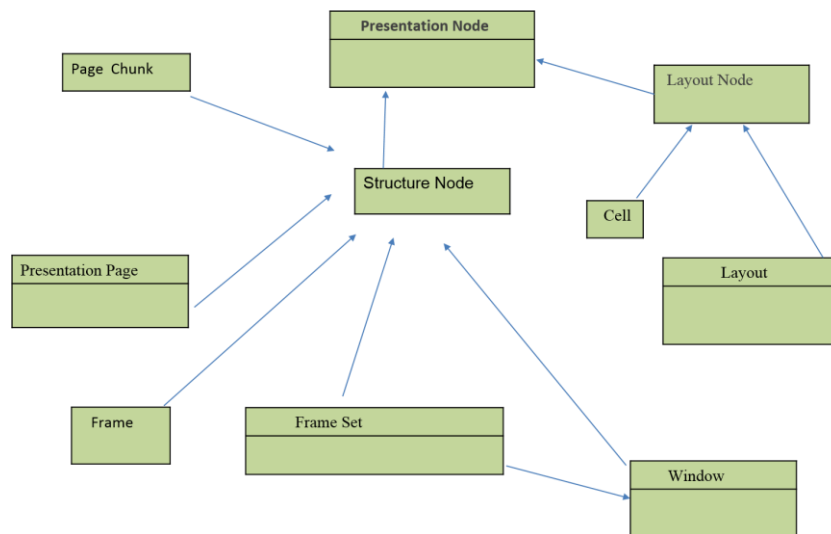 Presentation Node
Page Chunk
Layout Node
Structure Node
Cell
Presentation Page
Layout
Frame
Frame Set
Window